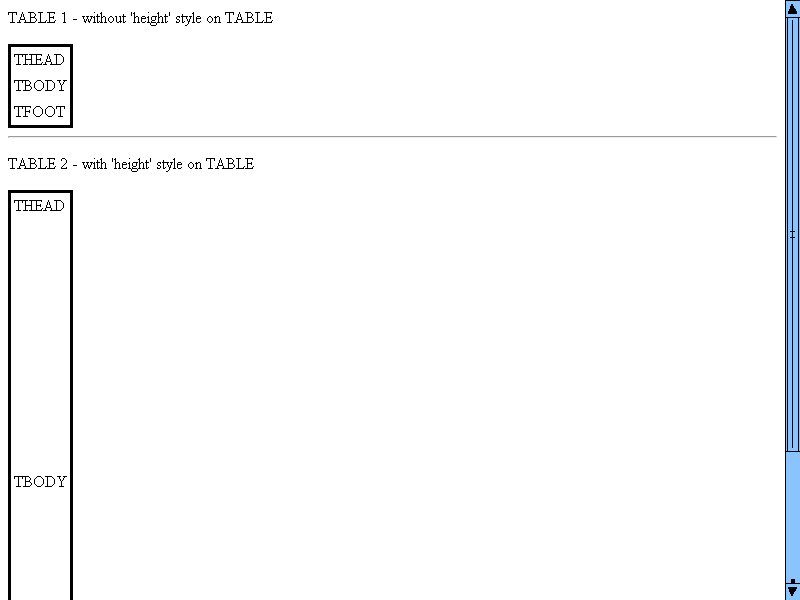 TABLE 1 - without 'height' style on TABLE
THEAD
TBODY
TFOOT
TABLE 2 - with 'height' style on TABLE
THEAD
TBODY